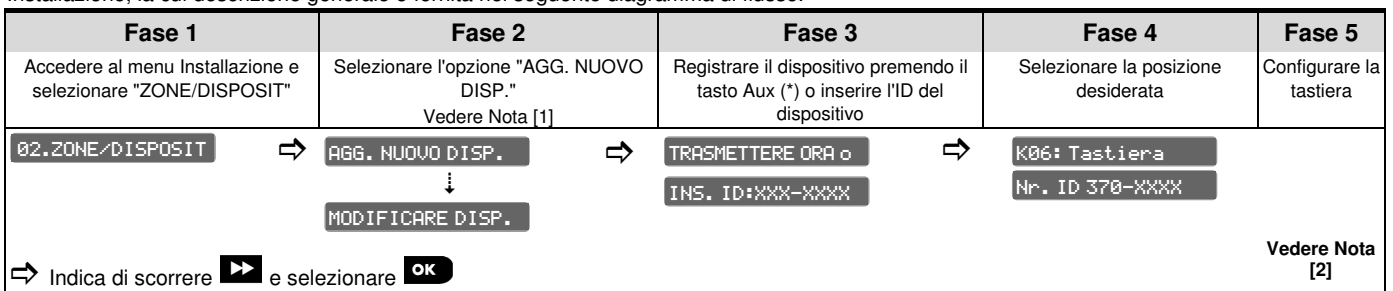 Installazione, la cui descrizione generale è fornita nel seguente diagramma di flusso.
Fase 1
Fase 2
Fase 3
Fase 4
Fase 5
Accedere al menu Installazione e
selezionare "ZONE/DISPOSIT"
Selezionare l'opzione "AGG. NUOVO
DISP."
Vedere Nota [1]
Registrare il dispositivo premendo il
tasto Aux (*) o inserire l'ID del
dispositivo
Selezionare la posizione
desiderata
Configurare la
tastiera
02.ZONE/DISPOSIT
AGG. NUOVO DISP.
MODIFICARE DISP.
TRASMETTERE ORA o
INS. ID:XXX-XXXX
K06: Tastiera
Nr. ID 370-XXXX
Vedere Nota
[2]
Indica di scorrere e selezionare OK